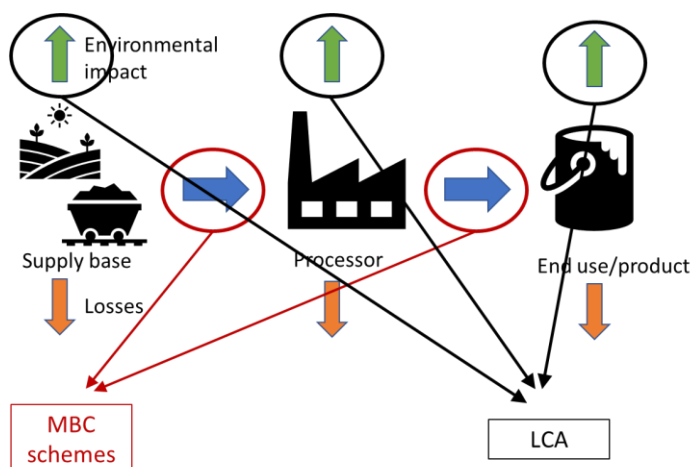 Environmental
impact
Supply base
Processor
End use/product
Losses
MBC
schemes
LCA